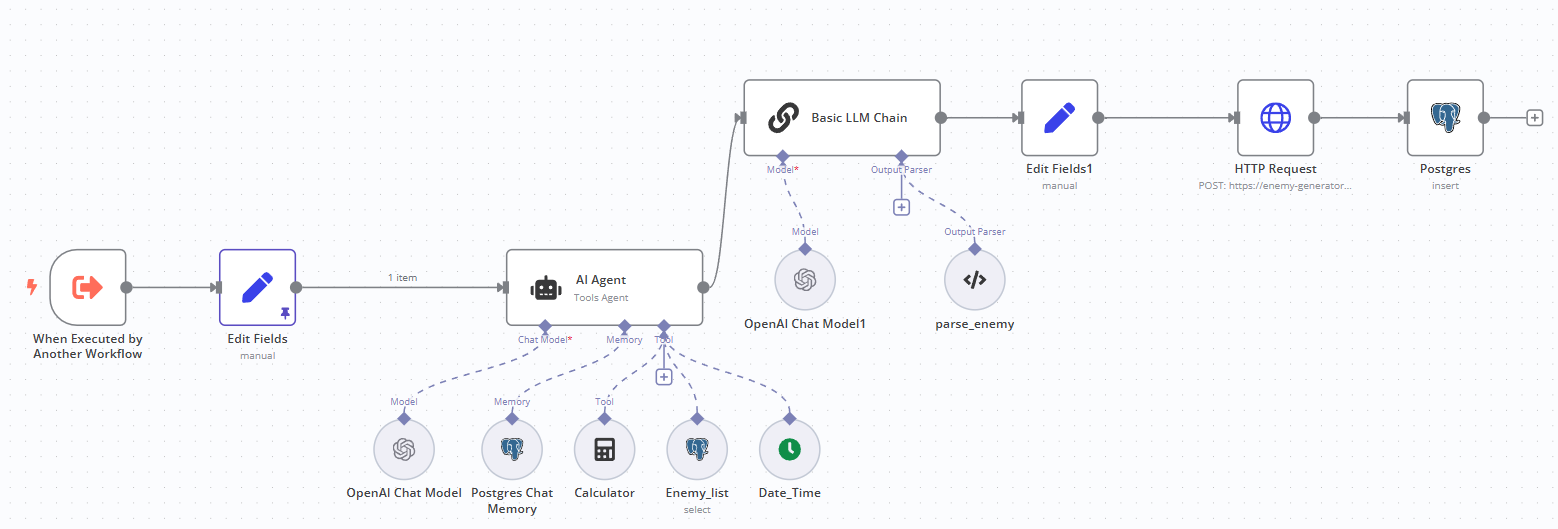 Basic LLM Chain
Model*
Output Parser
Edit Fields1
manual
HTTP Request
POST: https://enemy-generator...
Postgres
insert
Model
Output Parser
OpenAI Chat Model1
parse_enemy
When Executed by
Another Workflow
Edit Fields
manual
1 item
AI Agent
Tools Agent
Chat Model*
Memory
Tool
Model
Memory
Tool
OpenAI Chat Model
Postgres Chat
Memory
Calculator
Enemy_list
select
Date_Time